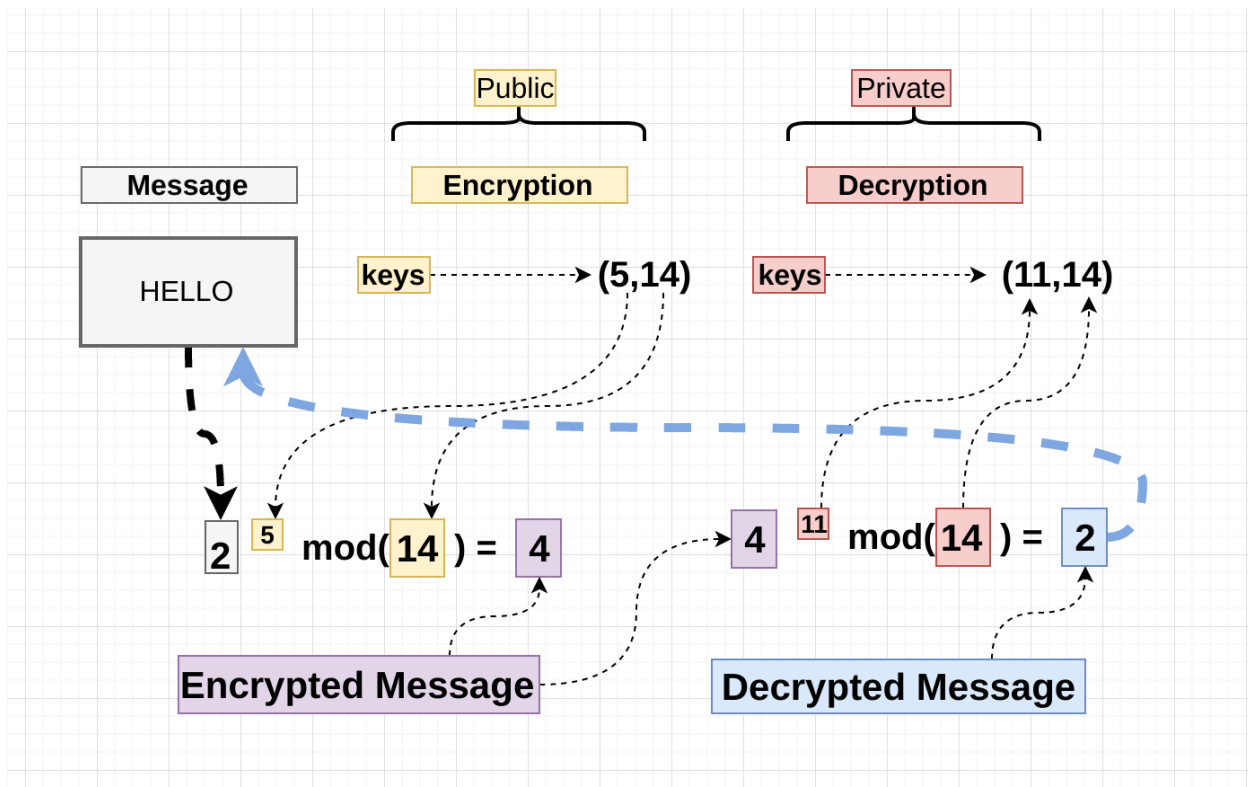 Public
Private
Message
Encryption
Decryption
HELLO
keys
(5,14)
keys
(11,14)
2 5 mod( 14 ) = 4
4 11 mod( 14 ) = 2
Encrypted Message
Decrypted Message